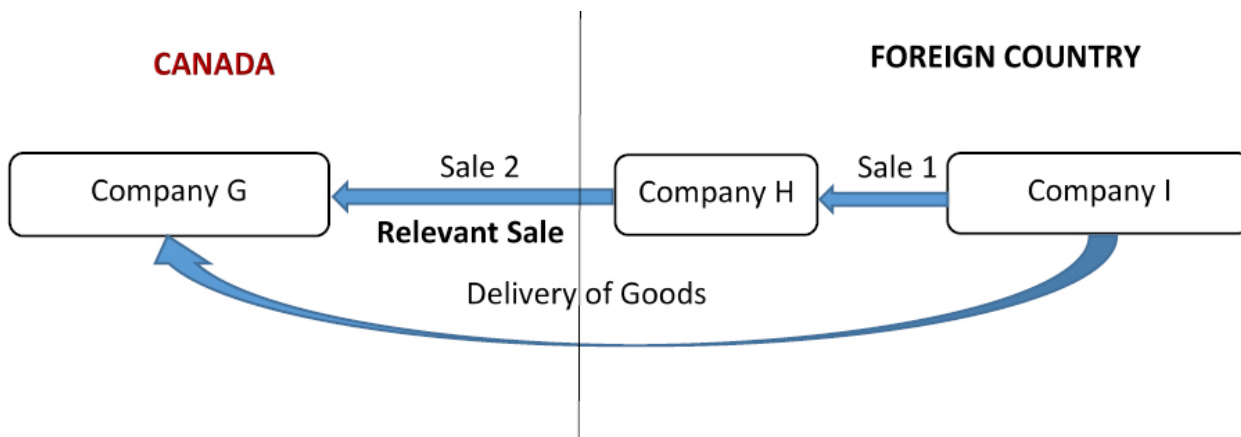 CANADA
FOREIGN COUNTRY
Company G
Sale 2
Relevant Sale
Company H
Sale 1
Company I
Delivery of Goods